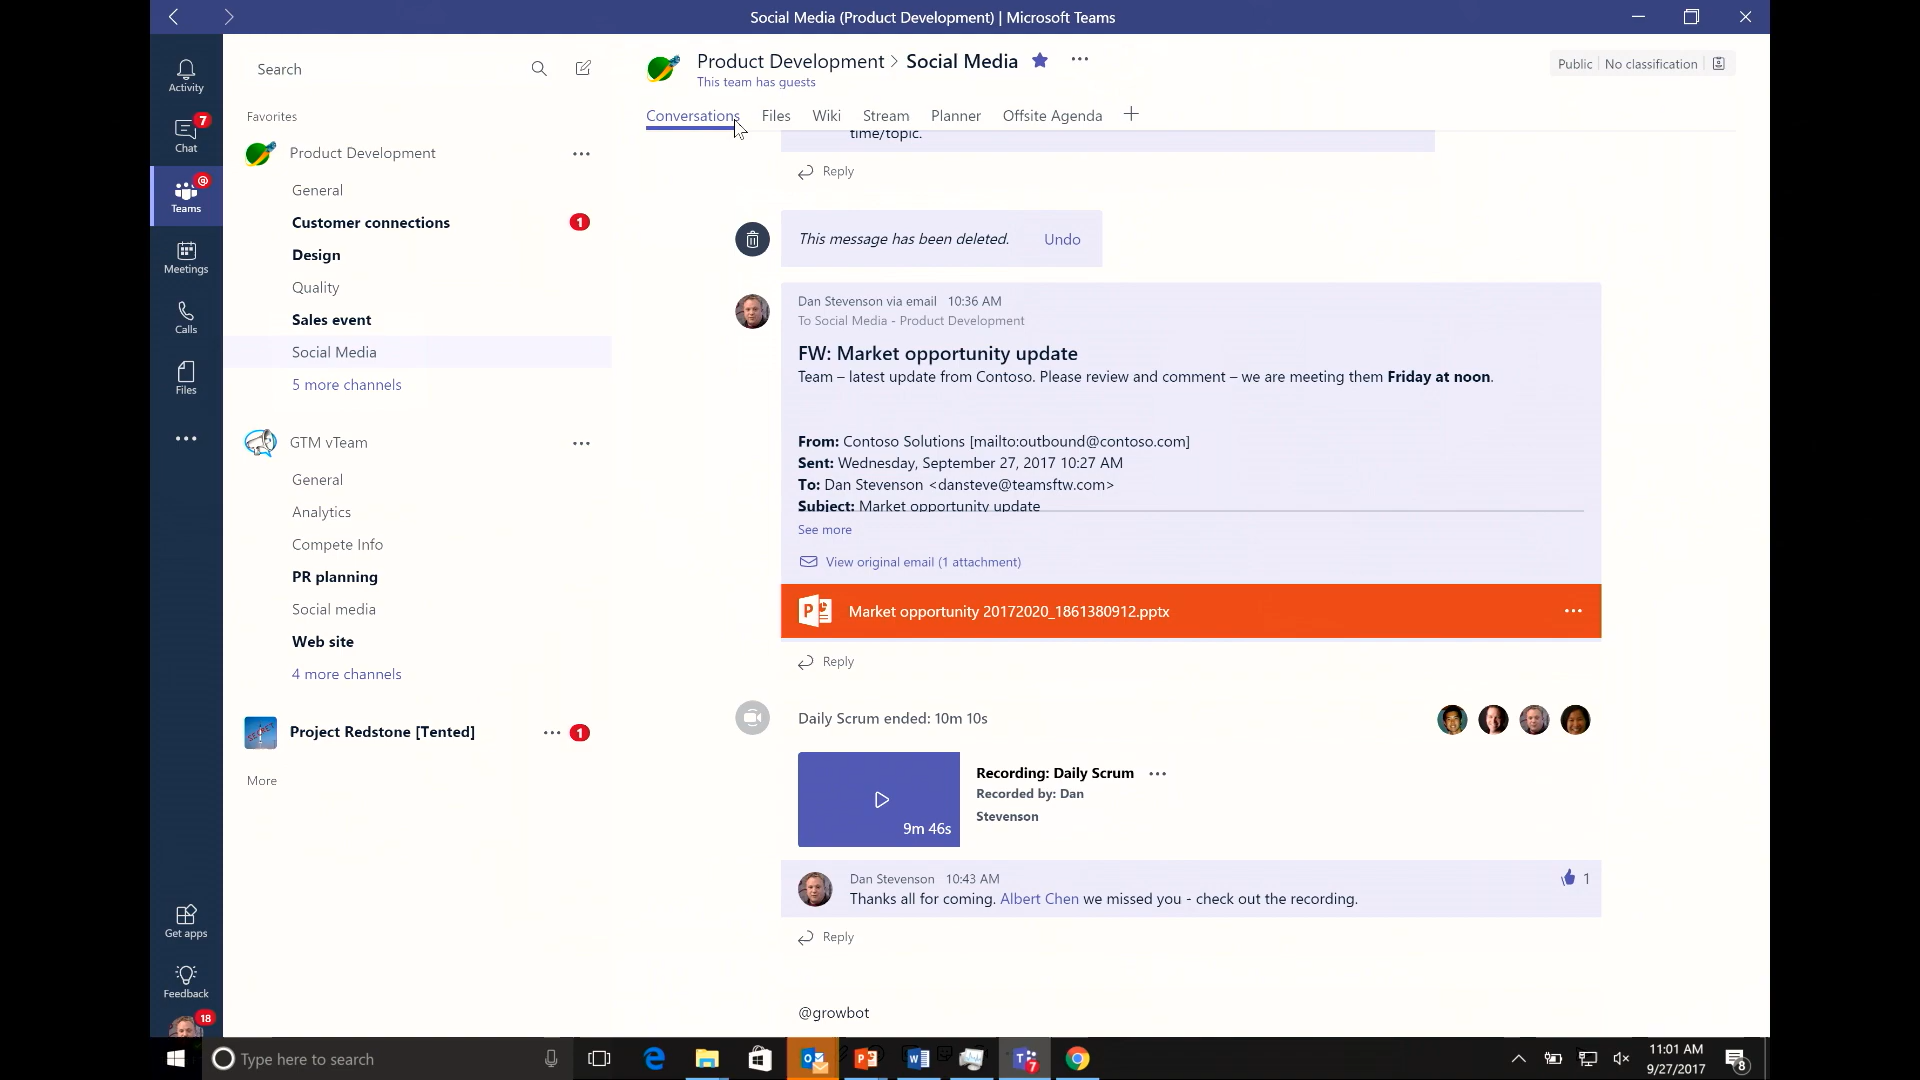 Social Media (Product Development) | Microsoft Teams
Activity
7
Chat
@
Teams
Meetings
Calls
Files
Get apps
Feedback
18
Search
Favorites
Product Development
General
Customer connections 1
Design
Quality
Sales event
Social Media
5 more channels
GTM vTeam
General
Analytics
Compete Info
PR planning
Social media
Web site
4 more channels
SECRET
Project Redstone [Tented] 1
More
Product Development > Social Media
This team has guests
Public | No classification
Conversations Files Wiki Stream Planner Offsite Agenda
time/topic.
Reply
This message has been deleted. Undo
Dan Stevenson via email 10:36 AM
To Social Media - Product Development
FW: Market opportunity update
Team – latest update from Contoso. Please review and comment – we are meeting them Friday at noon.
From: Contoso Solutions [mailto:outbound@contoso.com]
Sent: Wednesday, September 27, 2017 10:27 AM
To: Dan Stevenson <dansteve@teamsftw.com>
Subject: Market opportunity update
See more
View original email (1 attachment)
Market opportunity 20172020_1861380912.pptx
Reply
Daily Scrum ended: 10m 10s
9m 46s
Recording: Daily Scrum
Recorded by: Dan
Stevenson
Dan Stevenson 10:43 AM
1
Thanks all for coming. Albert Chen we missed you - check out the recording.
Reply
@growbot
Type here to search
7
11:01 AM
9/27/2017
8